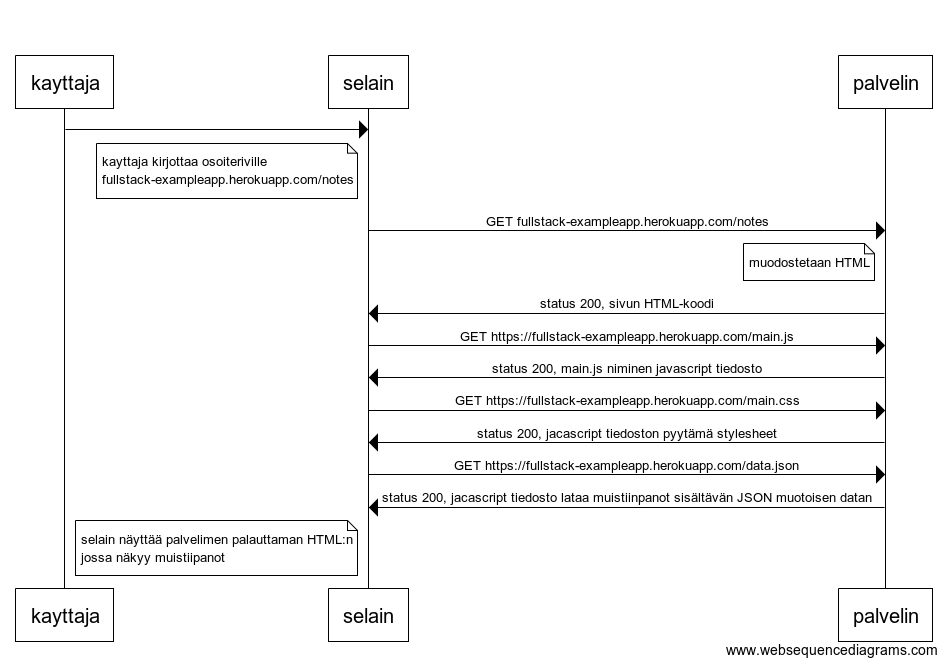 kayttaja
selain
palvelin
kayttaja kirjottaa osoiteriville
fullstack-exampleapp.herokuapp.com/notes
GET fullstack-exampleapp.herokuapp.com/notes
muodostetaan HTML
status 200, sivun HTML-koodi
GET https://fullstack-exampleapp.herokuapp.com/main.js
status 200, main.js niminen javascript tiedosto
GET https://fullstack-exampleapp.herokuapp.com/main.css
status 200, jacascript tiedoston pyytämä stylesheet
GET https://fullstack-exampleapp.herokuapp.com/data.json
status 200, jacascript tiedosto lataa muistiinpanot sisältävän JSON muotoisen datan
selain näyttää palvelimen palauttaman HTML:n
jossa näkyy muistiipanot
kayttaja
selain
palvelin
www.websequencediagrams.com